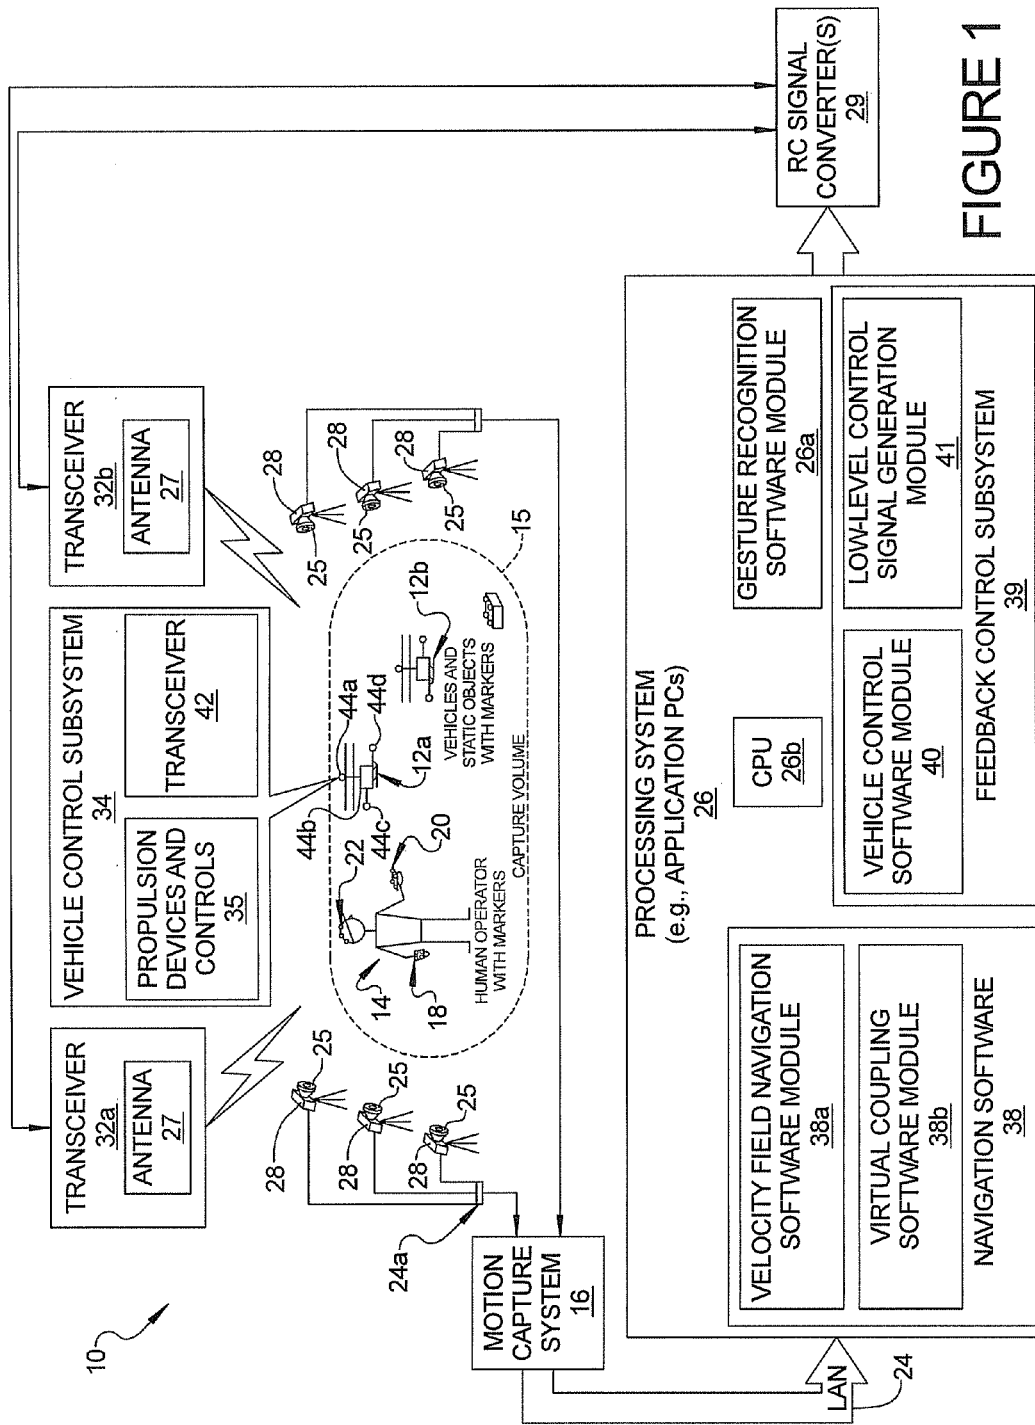 10
TRANSCEIVER
32a
ANTENNA
27
VEHICLE CONTROL SUBSYSTEM
34
PROPULSION
DEVICES AND
CONTROLS
35
TRANSCEIVER
42
TRANSCEIVER
32b
ANTENNA
27
28
25
28
25
28
25
24a
28
25
28
25
28
25
22
14
18
20
HUMAN OPERATOR
WITH MARKERS
44a
44b
44c
44d
12a
12b
VEHICLES AND
STATIC OBJECTS
WITH MARKERS
CAPTURE VOLUME
15
MOTION
CAPTURE
SYSTEM
16
LAN
24
PROCESSING SYSTEM
(e.g., APPLICATION PCs)
26
VELOCITY FIELD NAVIGATION
SOFTWARE MODULE
38a
VIRTUAL COUPLING
SOFTWARE MODULE
38b
NAVIGATION SOFTWARE
38
CPU
26b
GESTURE RECOGNITION
SOFTWARE MODULE
26a
VEHICLE CONTROL
SOFTWARE MODULE
40
LOW-LEVEL CONTROL
SIGNAL GENERATION
MODULE
41
FEEDBACK CONTROL SUBSYSTEM
39
RC SIGNAL
CONVERTER(S)
29
FIGURE 1